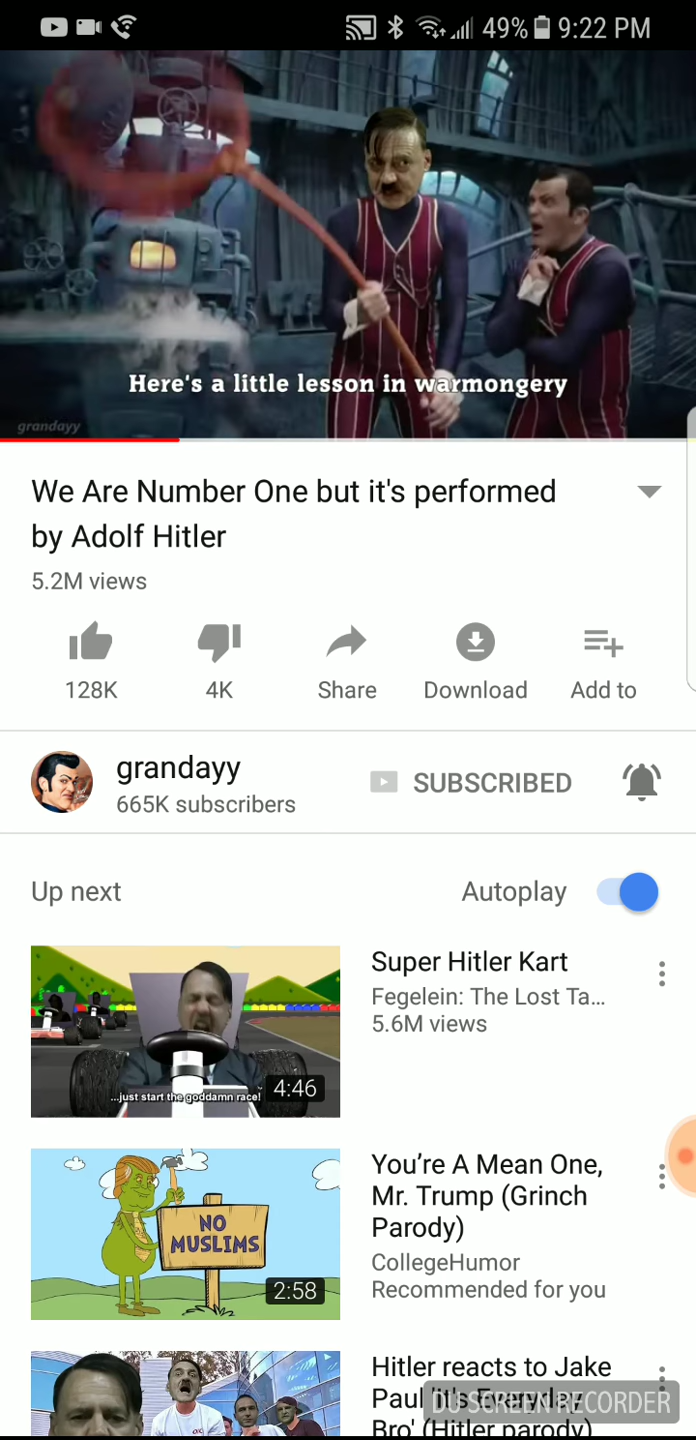 49% 9:22 PM
Here's a little lesson in warmongery
grandayy
We Are Number One but it's performed
by Adolf Hitler
5.2M views
128K 4K Share Download Add to
grandayy
665K subscribers
SUBSCRIBED
Up next Autoplay
...just start the goddamn race!
4:46
Super Hitler Kart
Fegelein: The Lost Ta...
5.6M views
NO
MUSLIMS
2:58
You’re A Mean One,
Mr. Trump (Grinch
Parody)
CollegeHumor
Recommended for you
Hitler reacts to Jake
Paul 'it's Everyday
Bro' (Hitler parody)
DU SCREEN RECORDER